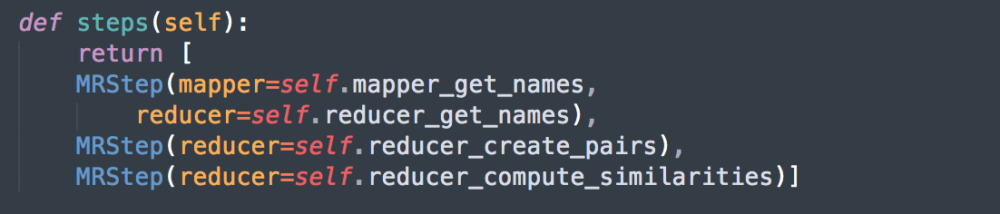 def steps(self):
    return [
    MRStep(mapper=self.mapper_get_names,
        reducer=self.reducer_get_names),
    MRStep(reducer=self.reducer_create_pairs),
    MRStep(reducer=self.reducer_compute_similarities)]